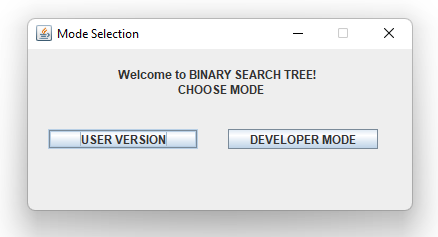 Mode Selection
Welcome to BINARY SEARCH TREE!
CHOOSE MODE
USER VERSION
DEVELOPER MODE